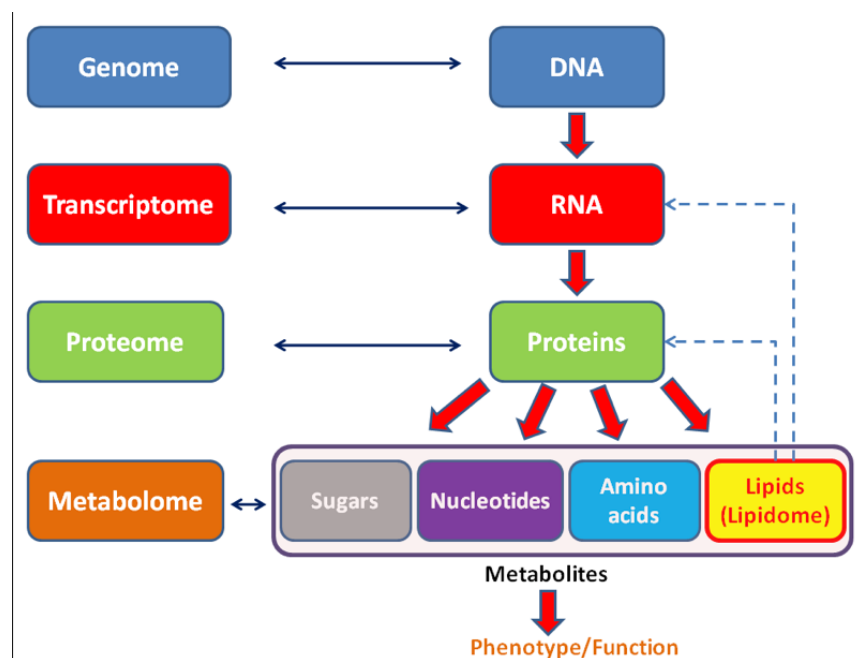 Genome
DNA
Transcriptome
RNA
Proteome
Proteins
Metabolome
Sugars
Nucleotides
Amino
acids
Lipids
(Lipidome)
Metabolites
Phenotype/Function